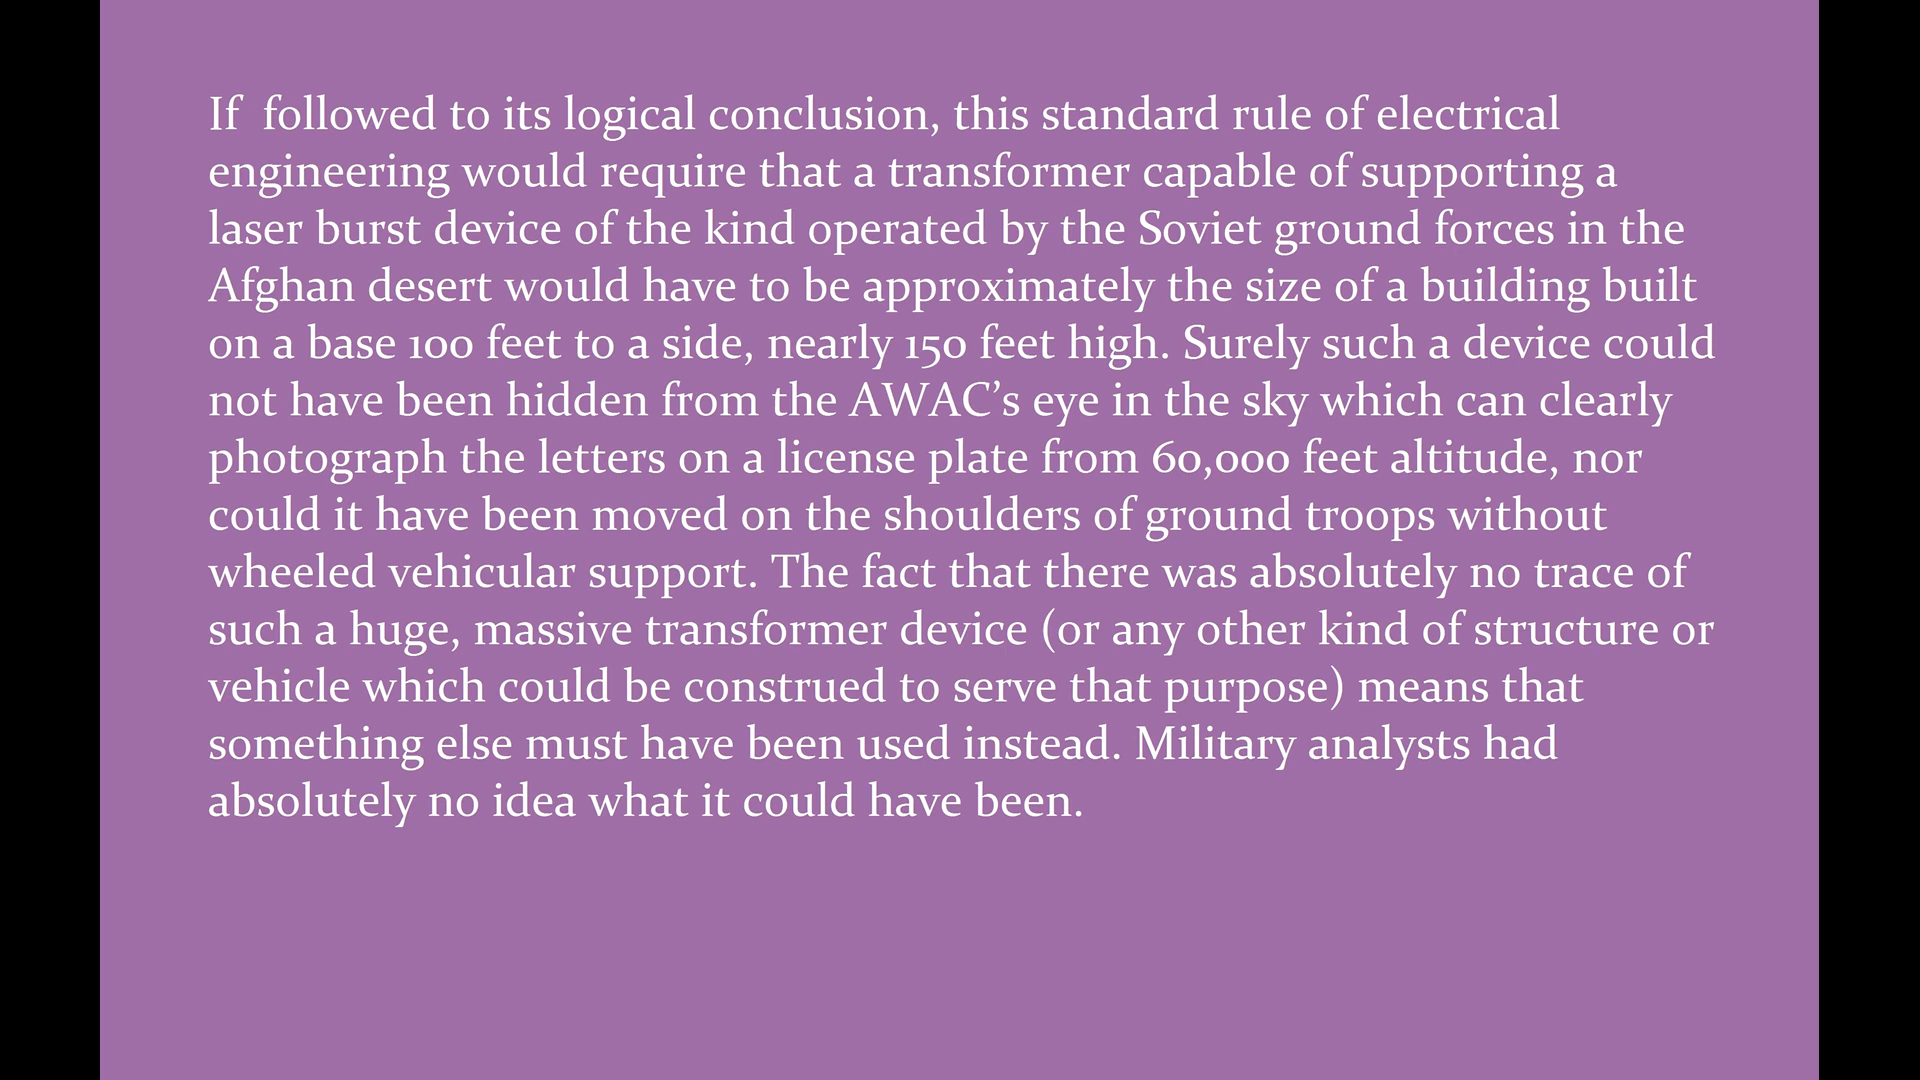 If  followed to its logical conclusion, this standard rule of electrical
engineering would require that a transformer capable of supporting a
laser burst device of the kind operated by the Soviet ground forces in the
Afghan desert would have to be approximately the size of a building built
on a base 100 feet to a side, nearly 150 feet high. Surely such a device could
not have been hidden from the AWAC’s eye in the sky which can clearly
photograph the letters on a license plate from 60,000 feet altitude, nor
could it have been moved on the shoulders of ground troops without
wheeled vehicular support. The fact that there was absolutely no trace of
such a huge, massive transformer device (or any other kind of structure or
vehicle which could be construed to serve that purpose) means that
something else must have been used instead. Military analysts had
absolutely no idea what it could have been.